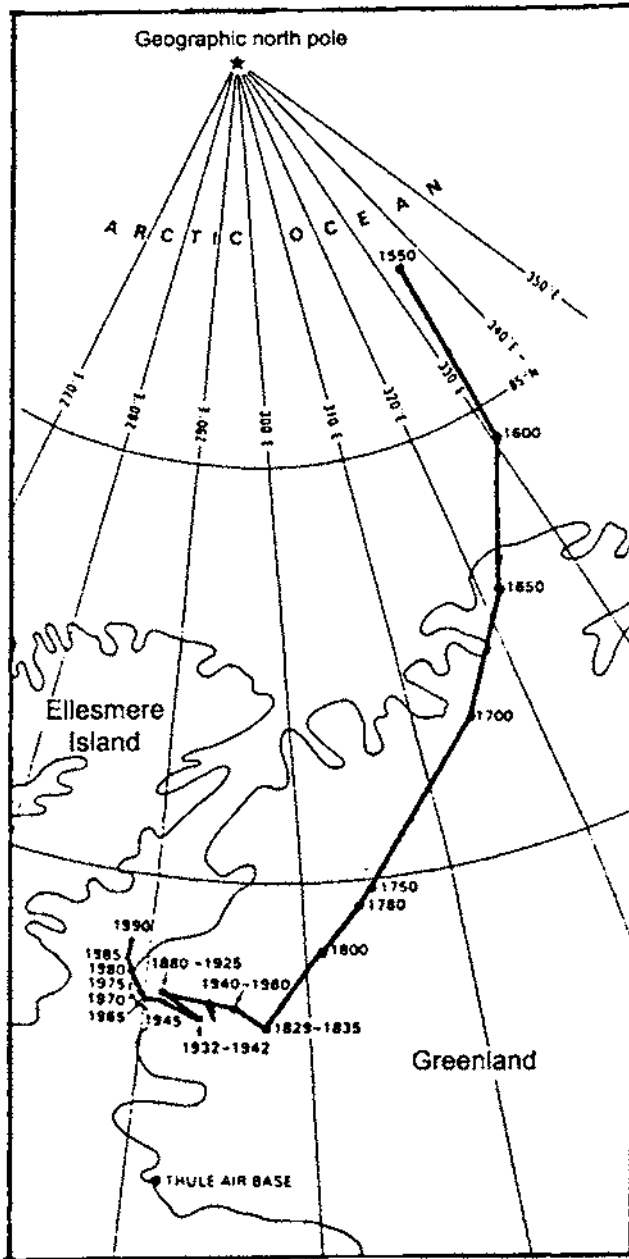 Geographic north pole
ARCTIC OCEAN
1550
350°E
340°E
330°E
85°N
270°E
280°E
290°E
300°E
310°E
320°E
1600
1650
Ellesmere
Island
1700
1750
1780
1800
1990
1985
1980
1975
1970
1965
1880-1925
1940-1960
1945
1932-1942
1829-1835
Greenland
THULE AIR BASE